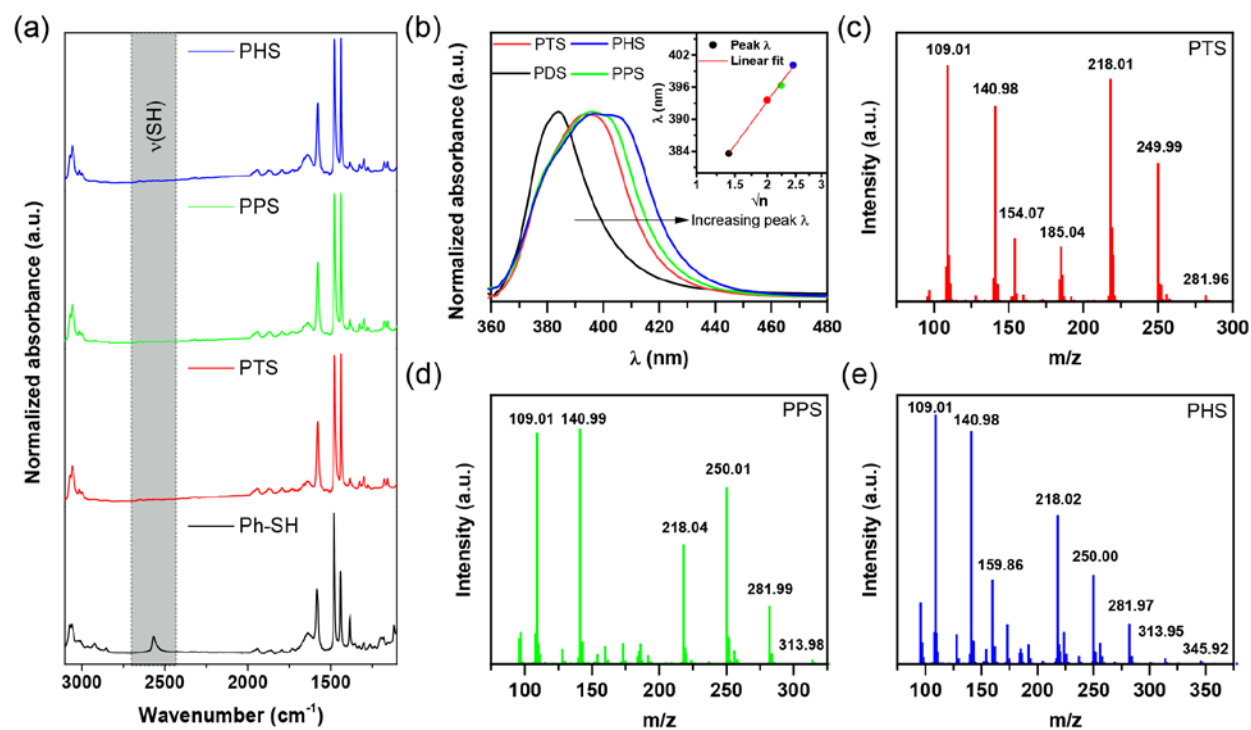 (a)
PHS
ν(SH)
PPS
PTS
Ph-SH
Normalized absorbance (a.u.)
3100 2500 2000 1500
Wavenumber (cm⁻¹)
(b)
PTS PHS
PDS PPS
Peak λ
Linear fit
402
396
390
384
λ (nm)
1 1.5 2 2.5 3
√n
Increasing peak λ
Normalized absorbance (a.u.)
360 380 400 420 440 460 480
λ (nm)
(c)
PTS
109.01
140.98
154.07
185.04
218.01
249.99
281.96
Intensity (a.u.)
100 150 200 250 300
m/z
(d)
PPS
109.01 140.99
218.04
250.01
281.99
313.98
Intensity (a.u.)
100 150 200 250 300
m/z
(e)
PHS
109.01
140.98
159.86
218.02
250.00
281.97
313.95
345.92
Intensity (a.u.)
100 150 200 250 300 350
m/z